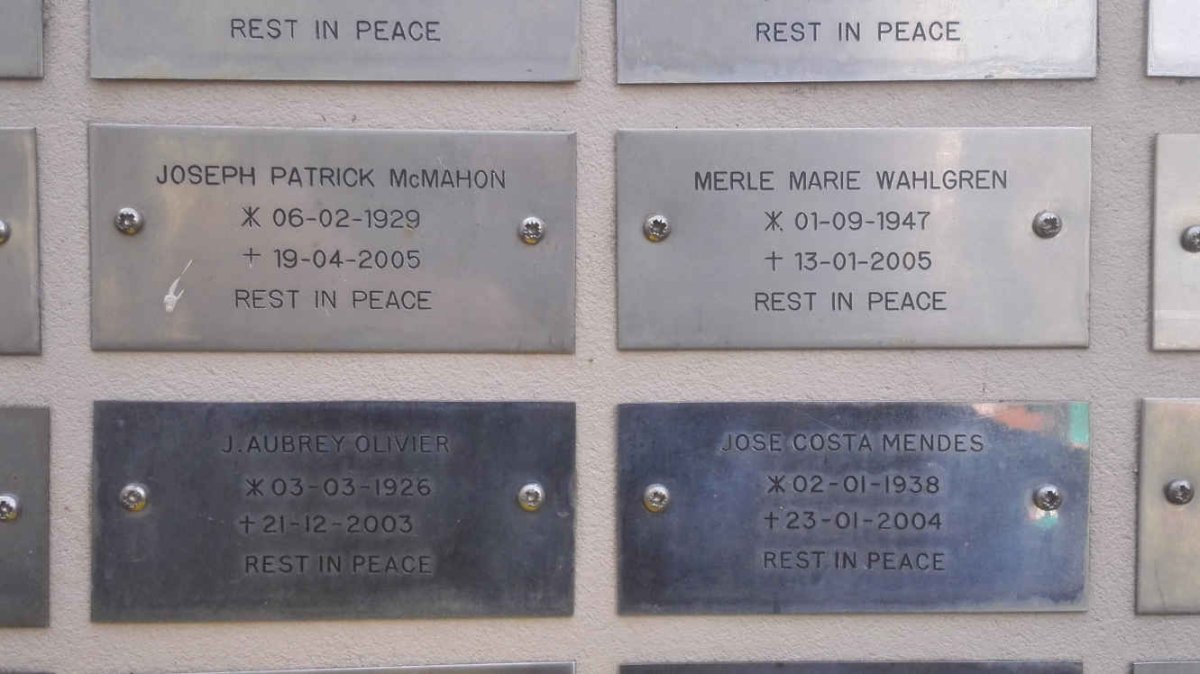 REST IN PEACE
REST IN PEACE
JOSEPH PATRICK McMAHON
06-02-1929
† 19-04-2005
REST IN PEACE
MERLE MARIE WAHLGREN
01-09-1947
† 13-01-2005
REST IN PEACE
J. AUBREY OLIVIER
03-03-1926
† 21-12-2003
REST IN PEACE
JOSE COSTA MENDES
02-01-1938
† 23-01-2004
REST IN PEACE